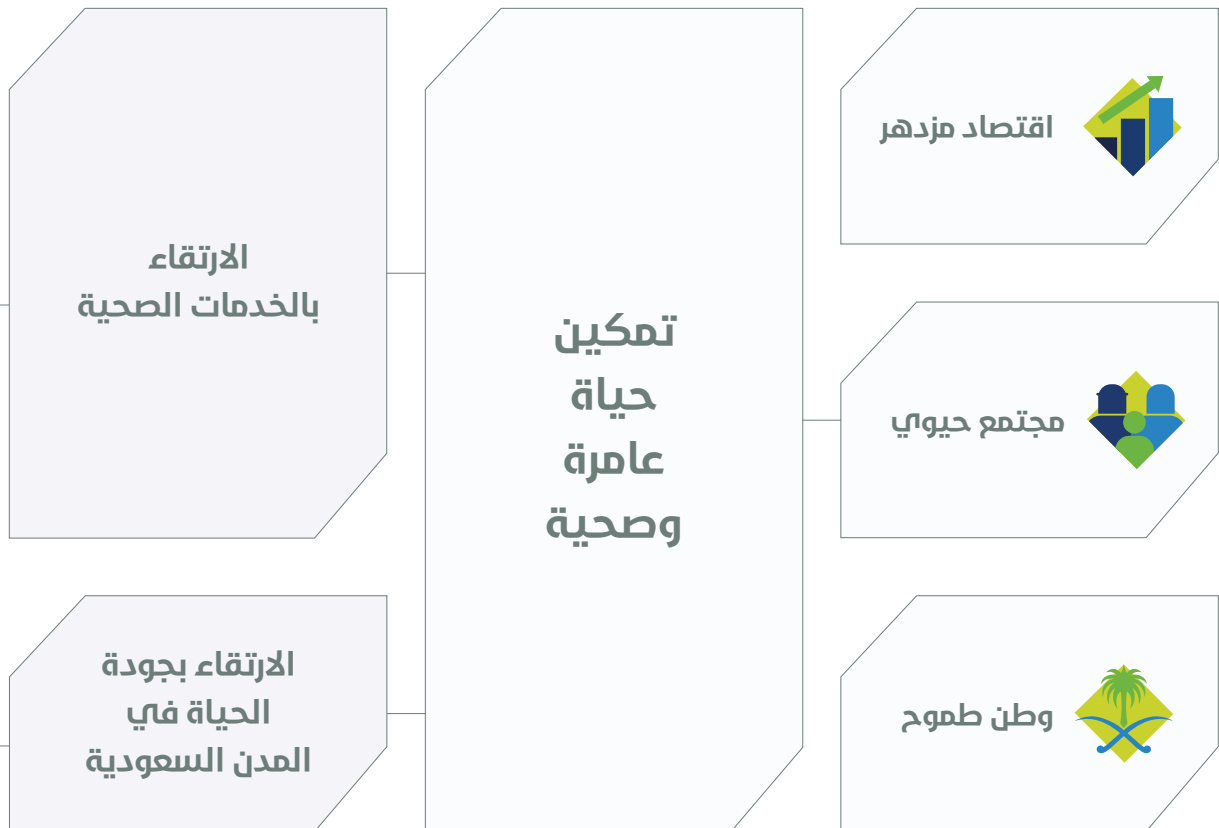 اقتصاد مزدهر
مجتمع حيوي
وطن طموح
تمكين
حياة
عامرة
وصحية
الارتقاء
بالخدمات الصحية
الارتقاء بجودة
الحياة في
المدن السعودية